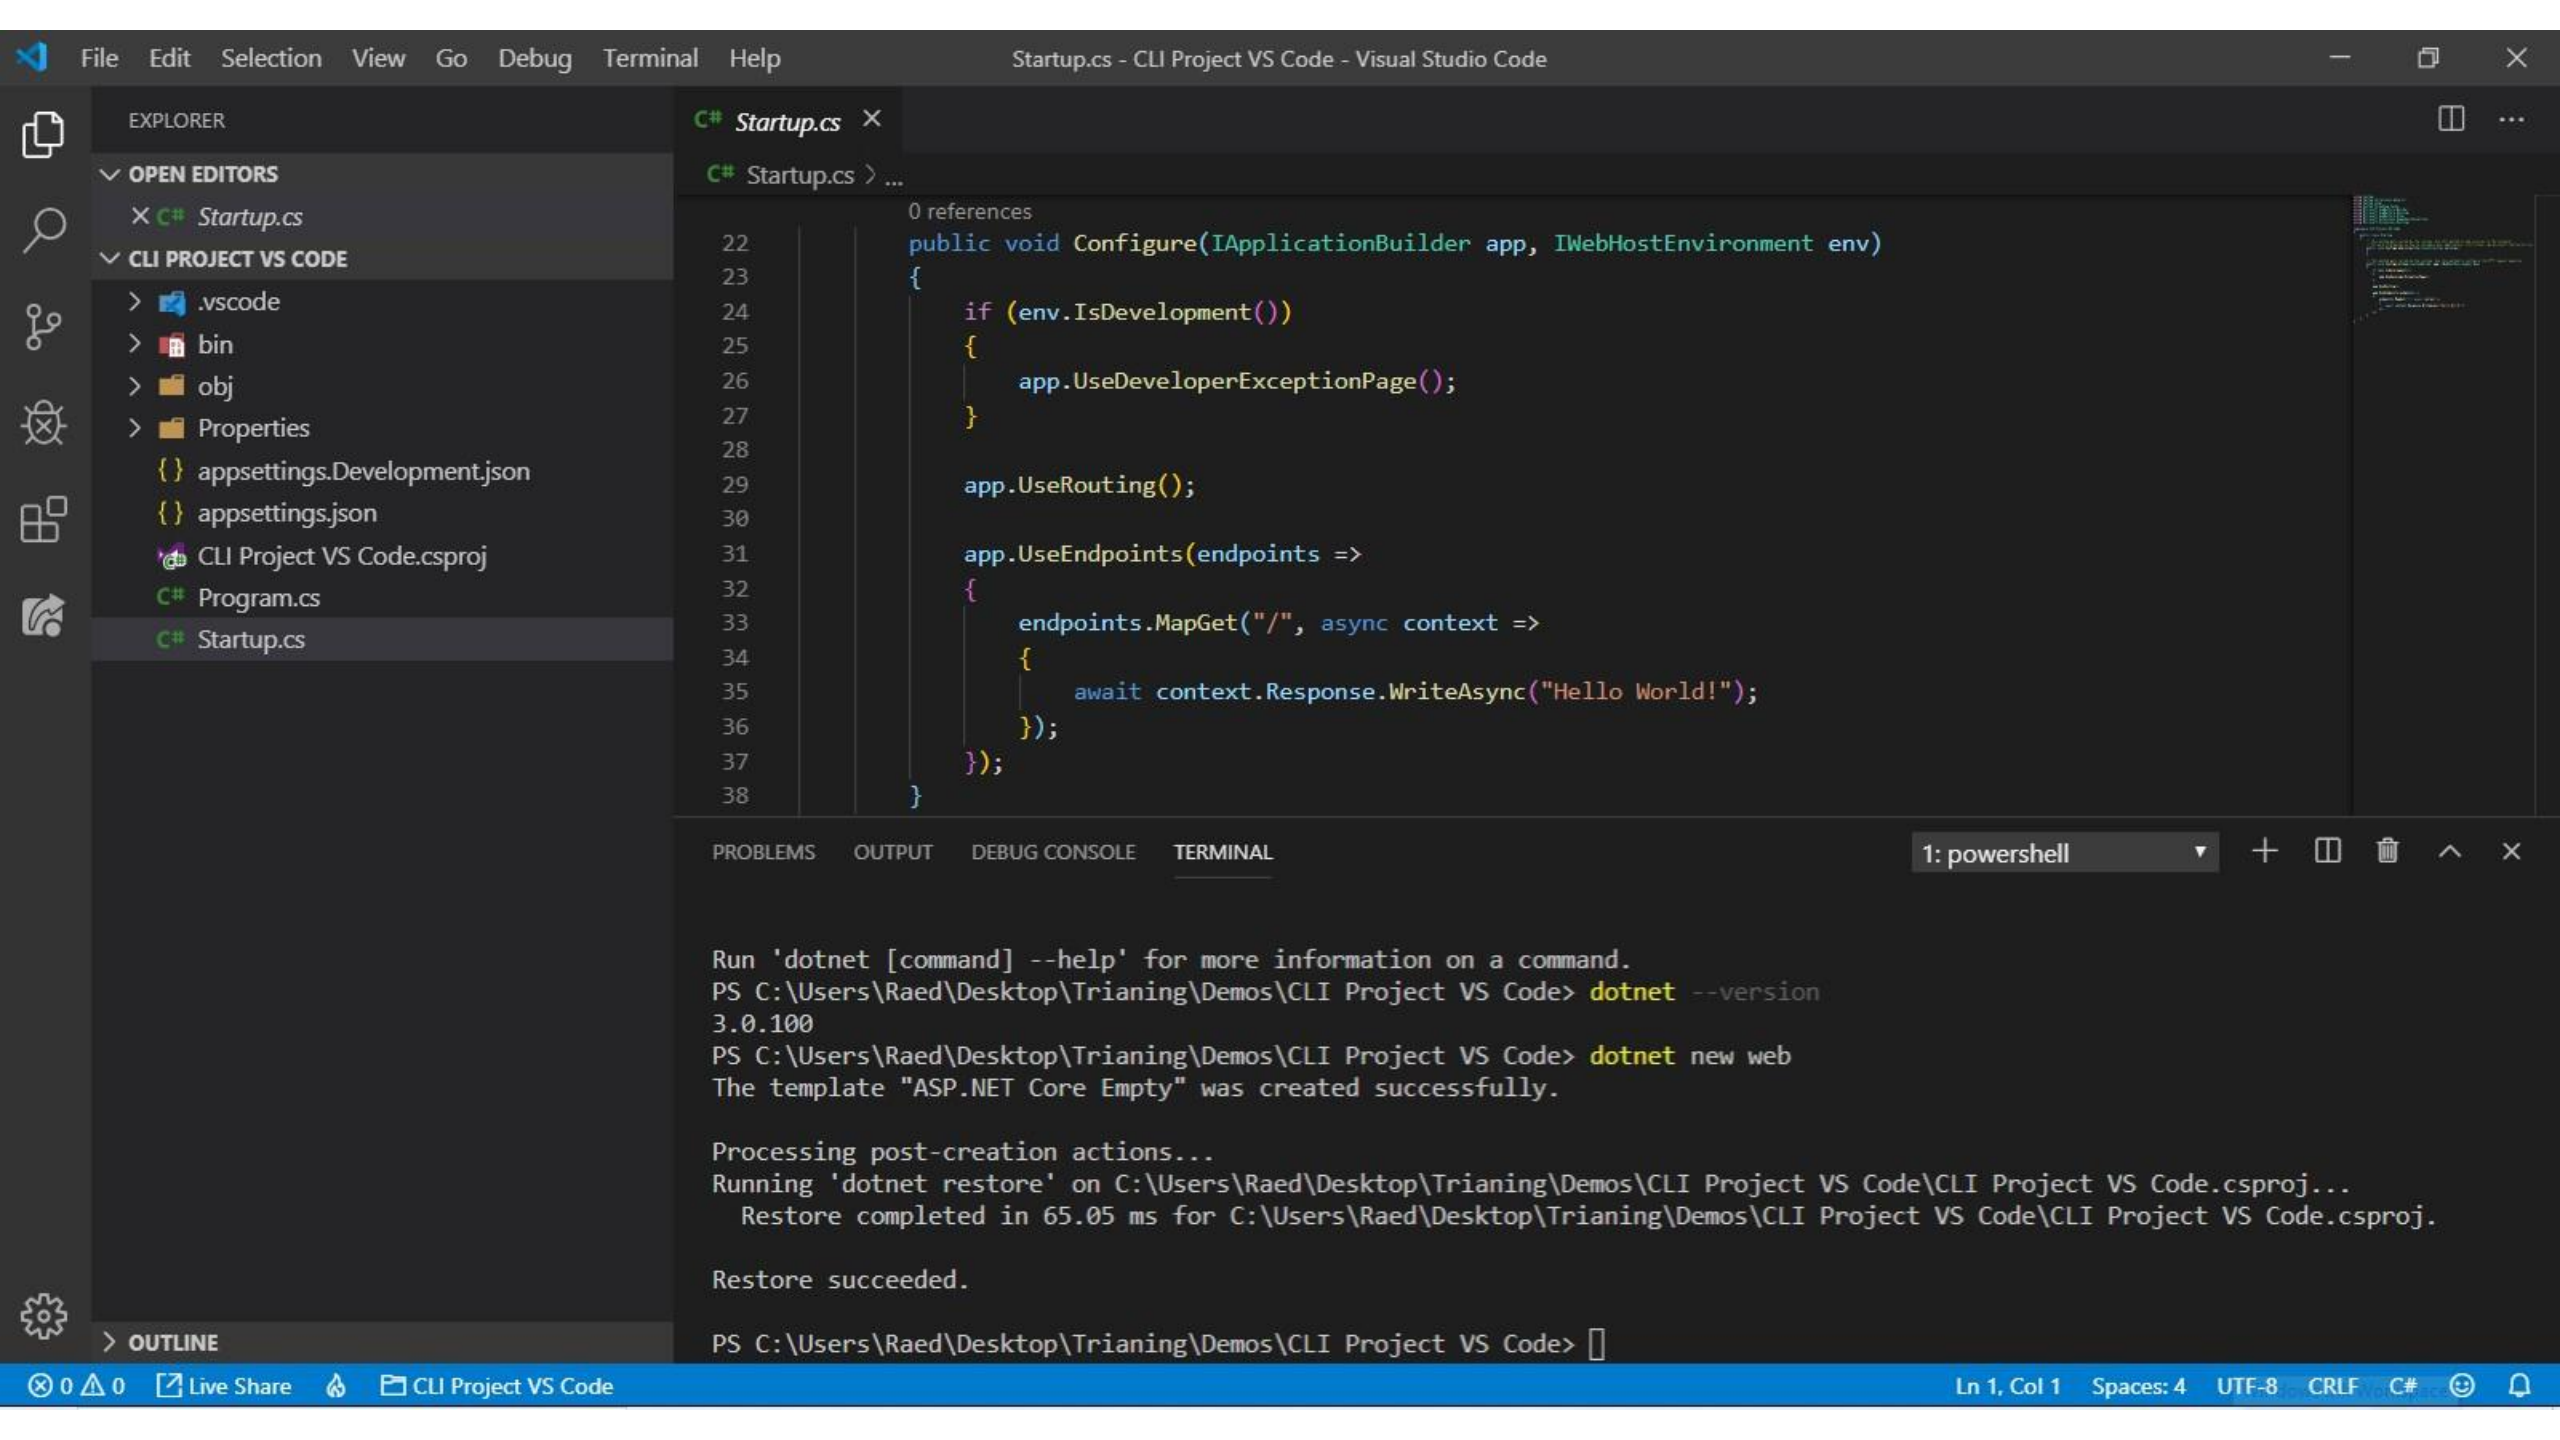 File Edit Selection View Go Debug Terminal Help
Startup.cs - CLI Project VS Code - Visual Studio Code
EXPLORER
OPEN EDITORS
C# Startup.cs
CLI PROJECT VS CODE
.vscode
bin
obj
Properties
{ } appsettings.Development.json
{ } appsettings.json
CLI Project VS Code.csproj
C# Program.cs
C# Startup.cs
OUTLINE
C# Startup.cs
C# Startup.cs > ...
0 references
22 public void Configure(IApplicationBuilder app, IWebHostEnvironment env)
23 {
24 if (env.IsDevelopment())
25 {
26 app.UseDeveloperExceptionPage();
27 }
28
29 app.UseRouting();
30
31 app.UseEndpoints(endpoints =>
32 {
33 endpoints.MapGet("/", async context =>
34 {
35 await context.Response.WriteAsync("Hello World!");
36 });
37 });
38 }
PROBLEMS OUTPUT DEBUG CONSOLE TERMINAL
1: powershell
Run 'dotnet [command] --help' for more information on a command.
PS C:\Users\Raed\Desktop\Trianing\Demos\CLI Project VS Code> dotnet --version
3.0.100
PS C:\Users\Raed\Desktop\Trianing\Demos\CLI Project VS Code> dotnet new web
The template "ASP.NET Core Empty" was created successfully.
Processing post-creation actions...
Running 'dotnet restore' on C:\Users\Raed\Desktop\Trianing\Demos\CLI Project VS Code\CLI Project VS Code.csproj...
Restore completed in 65.05 ms for C:\Users\Raed\Desktop\Trianing\Demos\CLI Project VS Code\CLI Project VS Code.csproj.
Restore succeeded.
PS C:\Users\Raed\Desktop\Trianing\Demos\CLI Project VS Code>
0 0 Live Share CLI Project VS Code
Ln 1, Col 1 Spaces: 4 UTF-8 CRLF C#